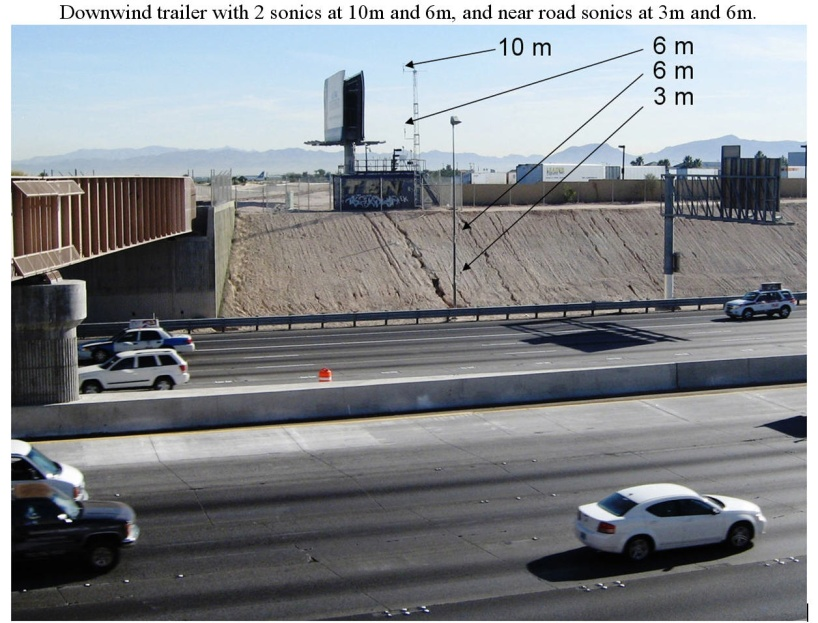 Downwind trailer with 2 sonics at 10m and 6m, and near road sonics at 3m and 6m.
10 m
6 m
6 m
3 m